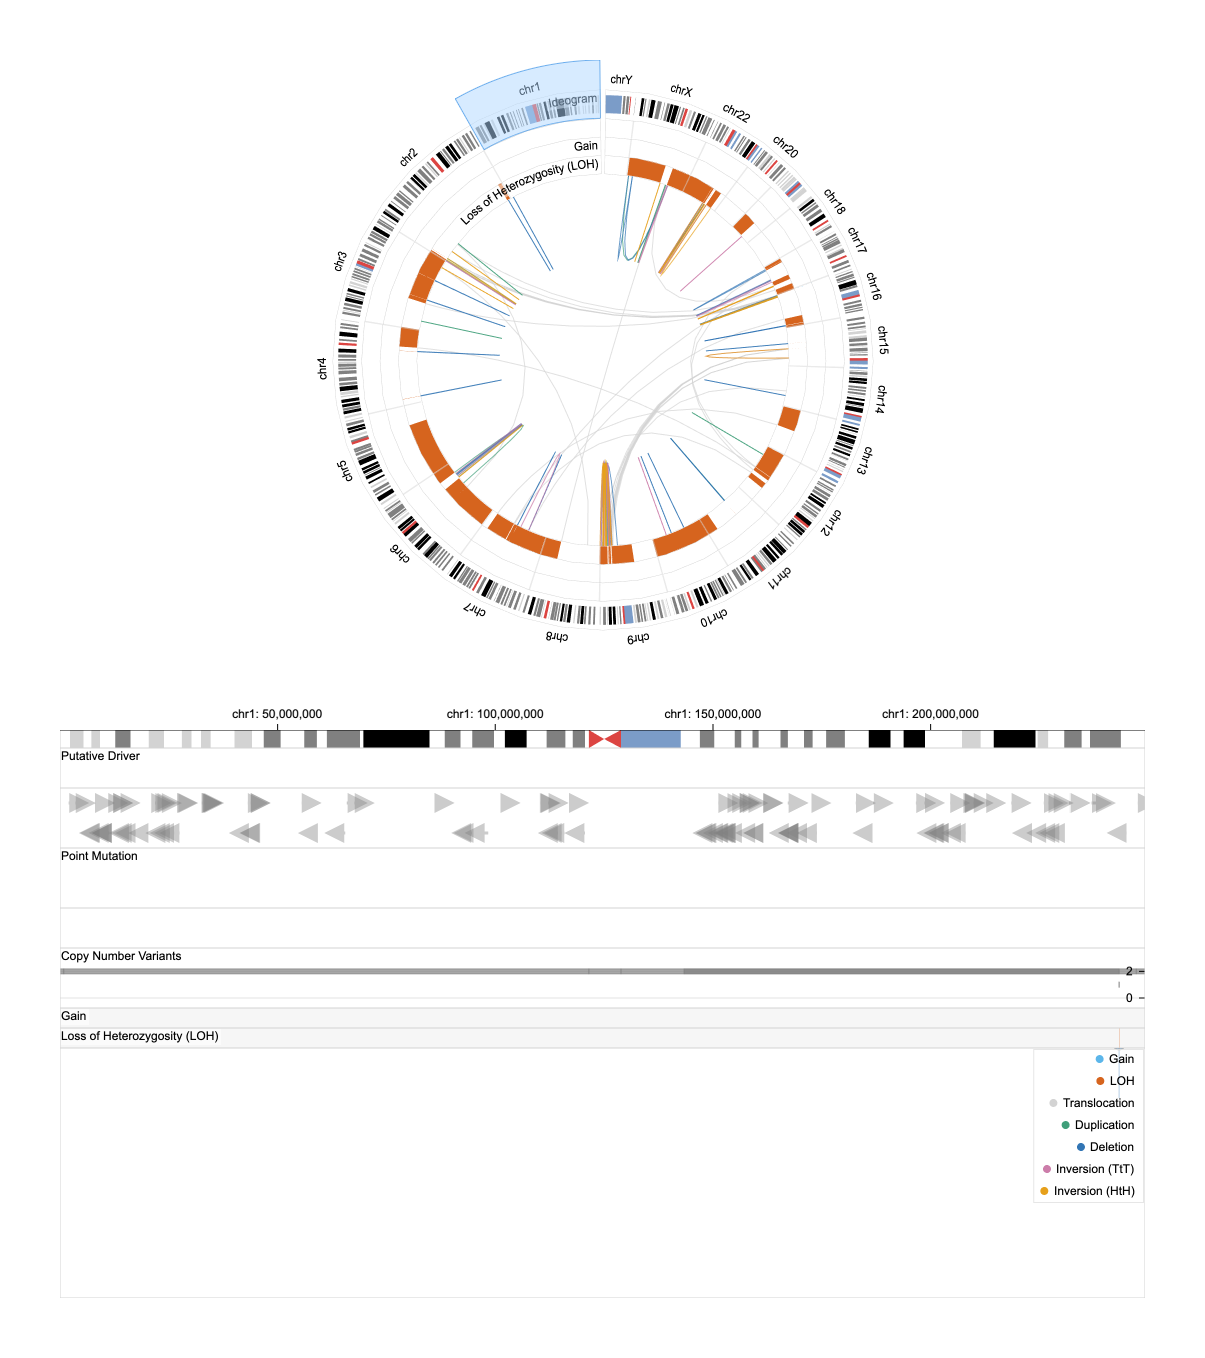 chr1
Ideogram
Gain
Loss of Heterozygosity (LOH)
chrY
chrX
chr22
chr20
chr18
chr17
chr16
chr15
chr14
chr13
chr12
chr11
chr10
chr9
chr8
chr7
chr6
chr5
chr4
chr3
chr2
chr1: 50,000,000 chr1: 100,000,000 chr1: 150,000,000 chr1: 200,000,000
Putative Driver
Point Mutation
Copy Number Variants
2
0
Gain
Loss of Heterozygosity (LOH)
Gain
LOH
Translocation
Duplication
Deletion
Inversion (TtT)
Inversion (HtH)